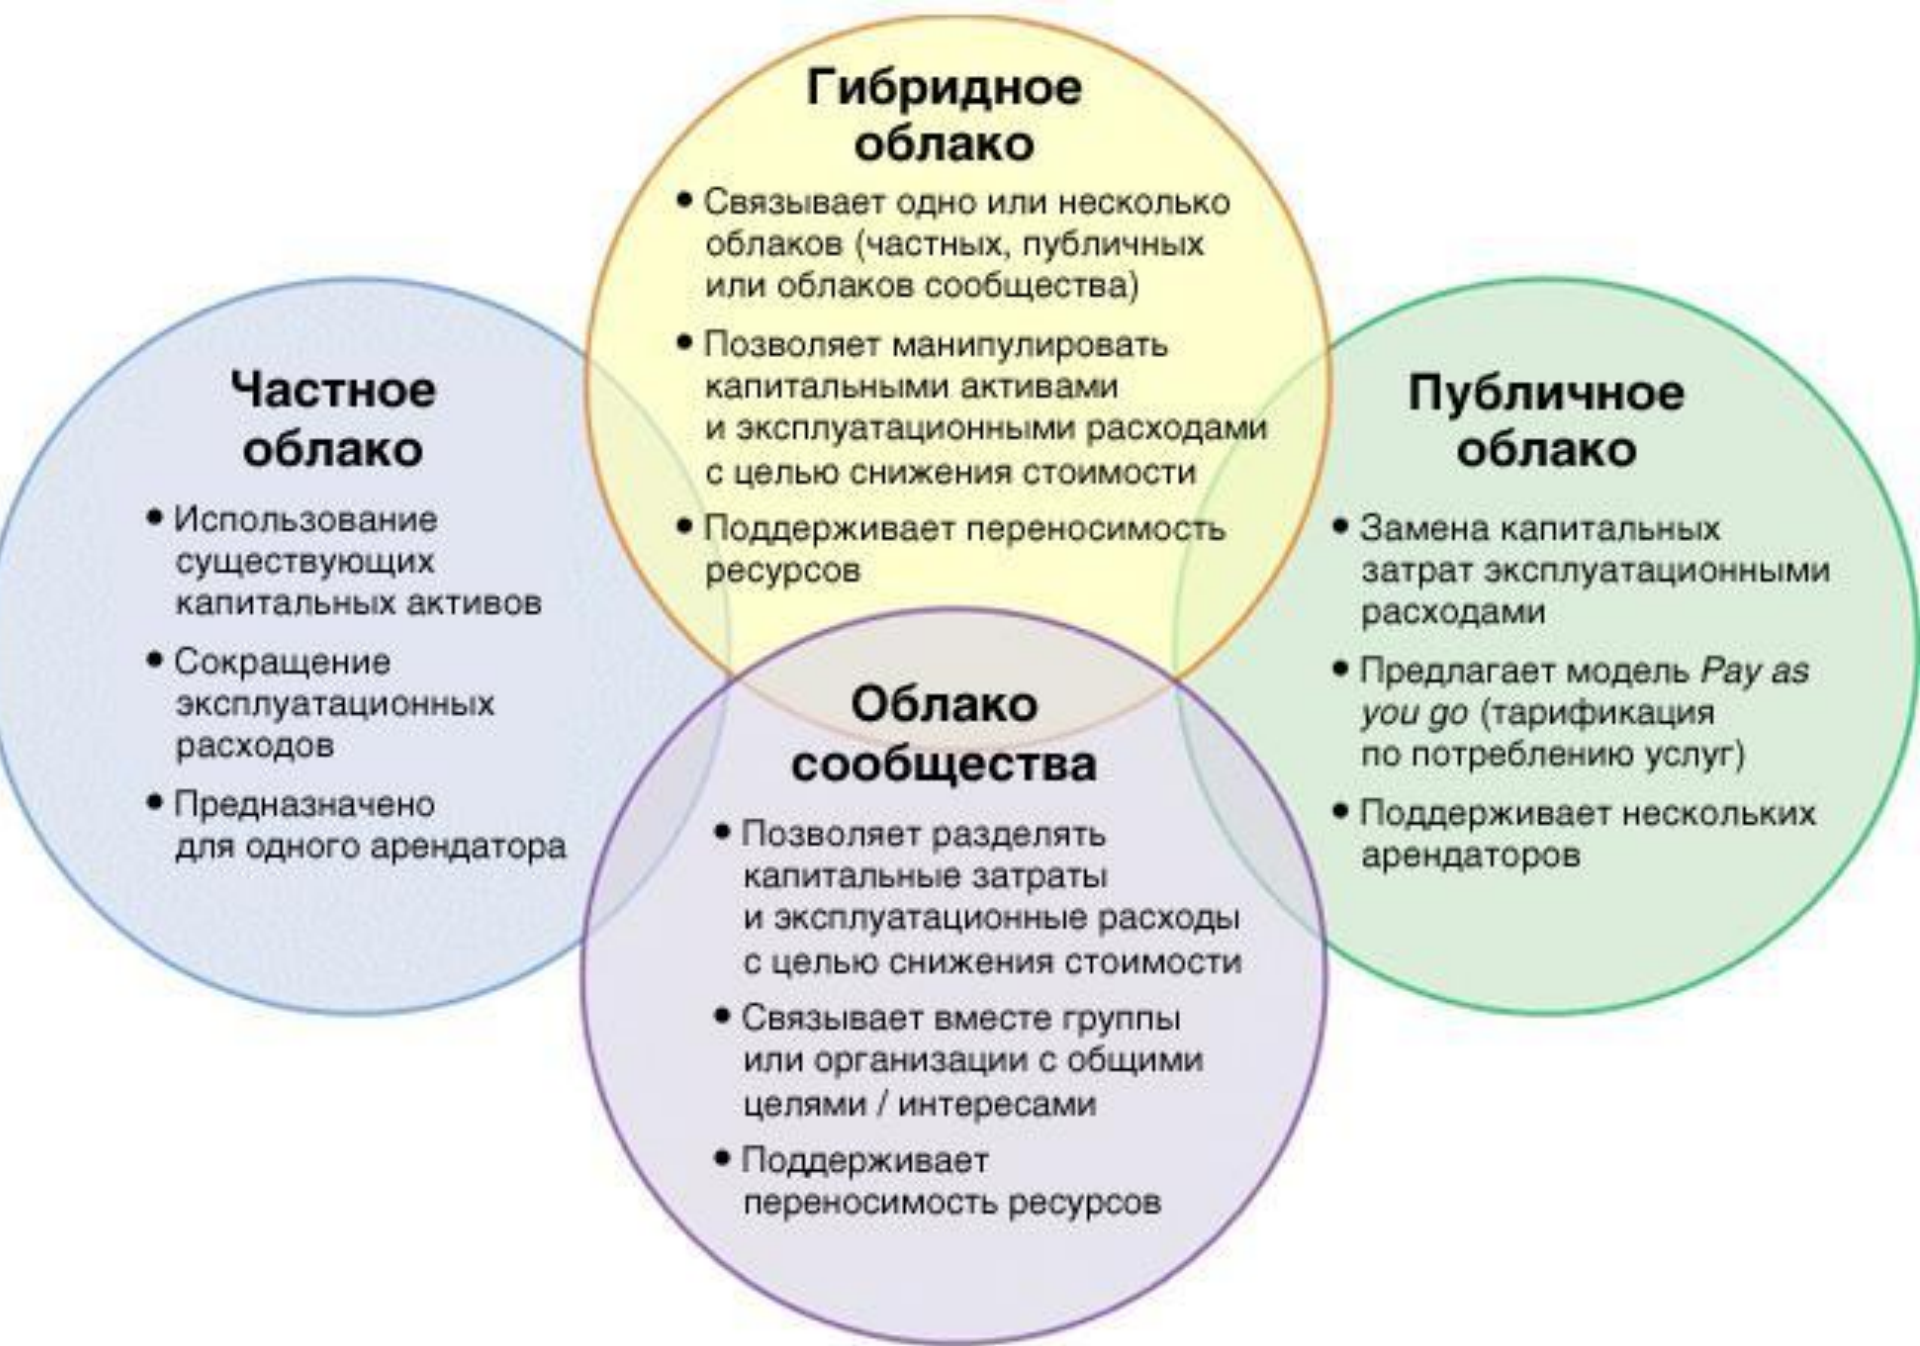 Гибридное
облако
• Связывает одно или несколько
облаков (частных, публичных
или облаков сообщества)
• Позволяет манипулировать
капитальными активами
и эксплуатационными расходами
с целью снижения стоимости
• Поддерживает переносимость
ресурсов
Частное
облако
• Использование
существующих
капитальных активов
• Сокращение
эксплуатационных
расходов
• Предназначено
для одного арендатора
Публичное
облако
• Замена капитальных
затрат эксплуатационными
расходами
• Предлагает модель Pay as
you go (тарификация
по потреблению услуг)
• Поддерживает нескольких
арендаторов
Облако
сообщества
• Позволяет разделять
капитальные затраты
и эксплуатационные расходы
с целью снижения стоимости
• Связывает вместе группы
или организации с общими
целями / интересами
• Поддерживает
переносимость ресурсов